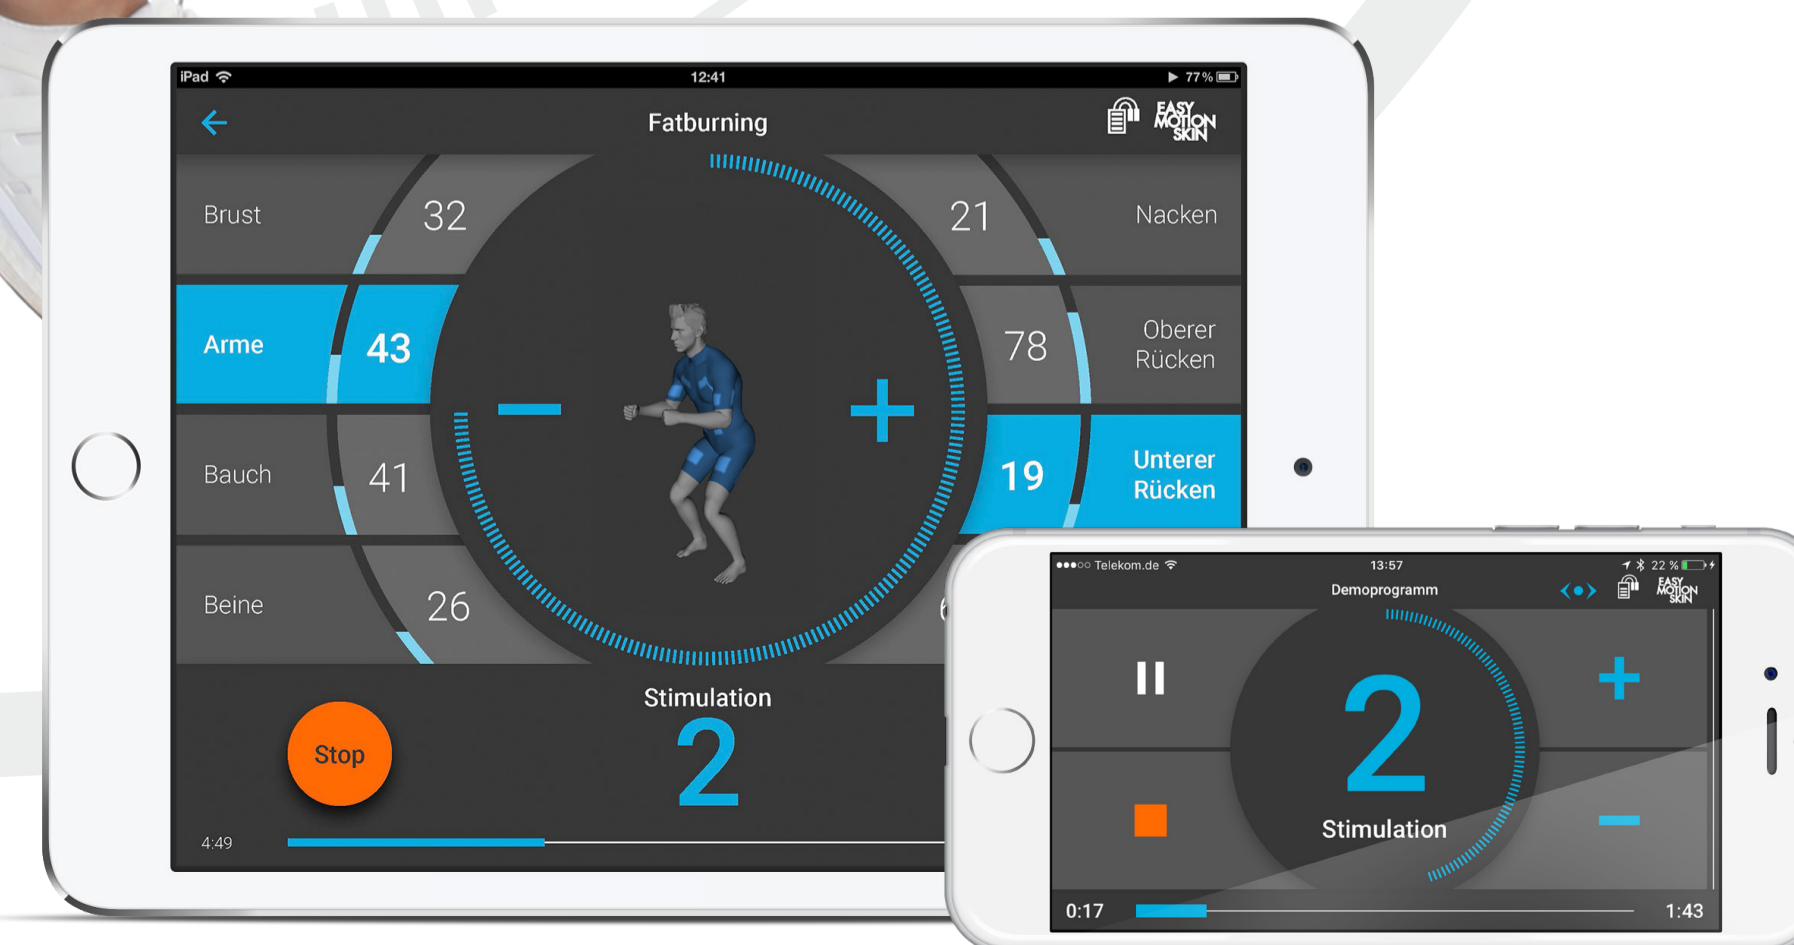 iPad
12:41
77%
Fatburning
EASY
MOTION
SKIN
Brust
32
21
Nacken
Arme
43
78
Oberer
Rücken
Bauch
41
19
Unterer
Rücken
Beine
26
Stop
Stimulation
2
4:49
Telekom.de
13:57
22 %
Demoprogramm
EASY
MOTION
SKIN
2
Stimulation
0:17
1:43